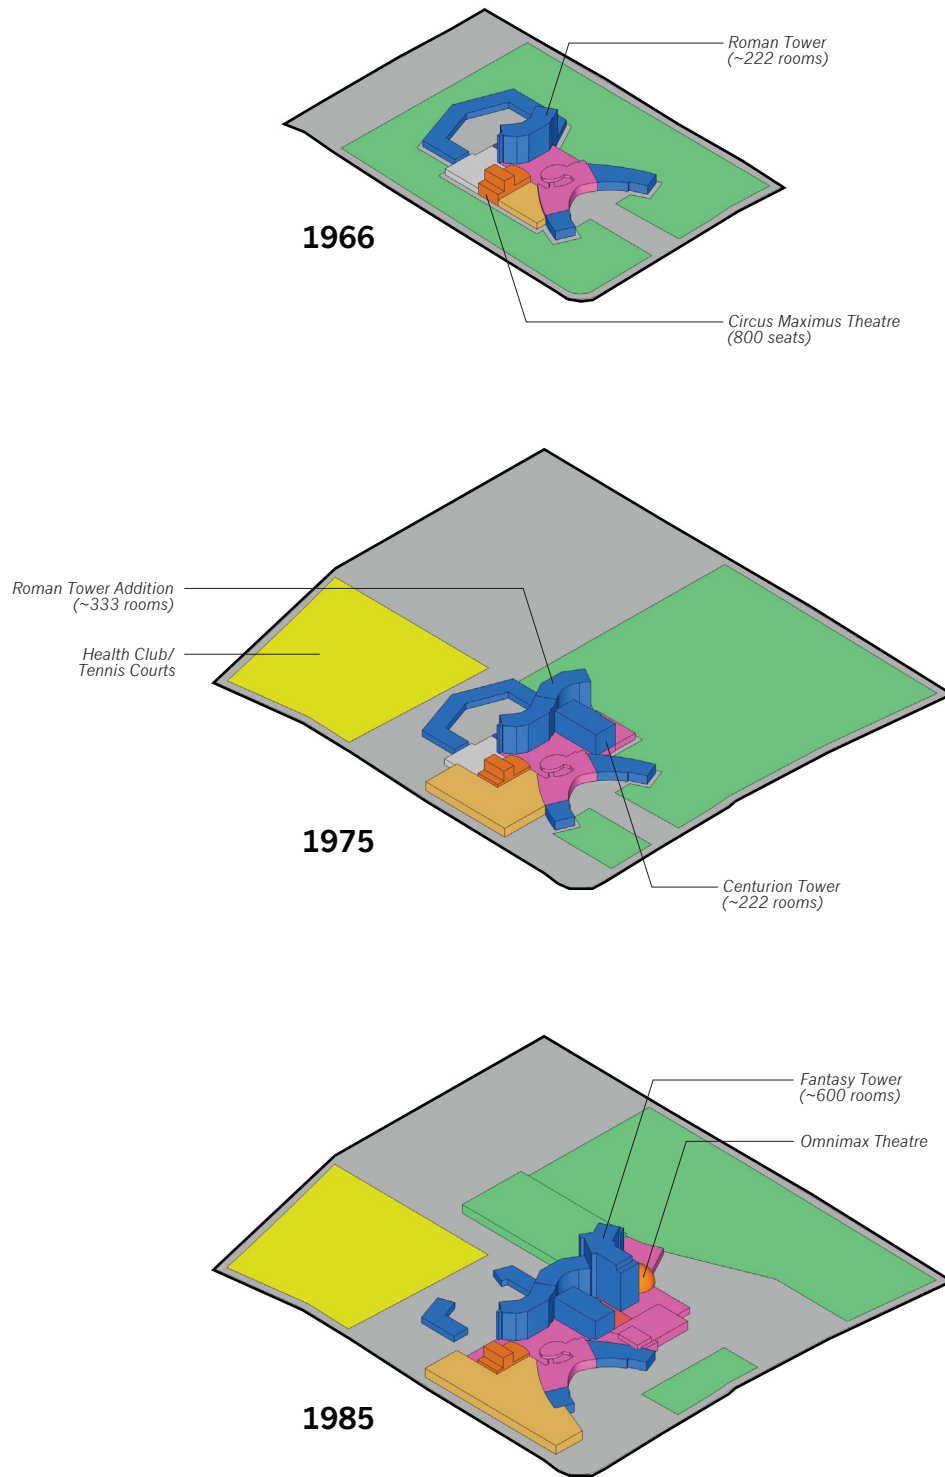 Roman Tower
(~222 rooms)
1966
Circus Maximus Theatre
(800 seats)
Roman Tower Addition
(~333 rooms)
Health Club/
Tennis Courts
1975
Centurion Tower
(~222 rooms)
Fantasy Tower
(~600 rooms)
Omnimax Theatre
1985